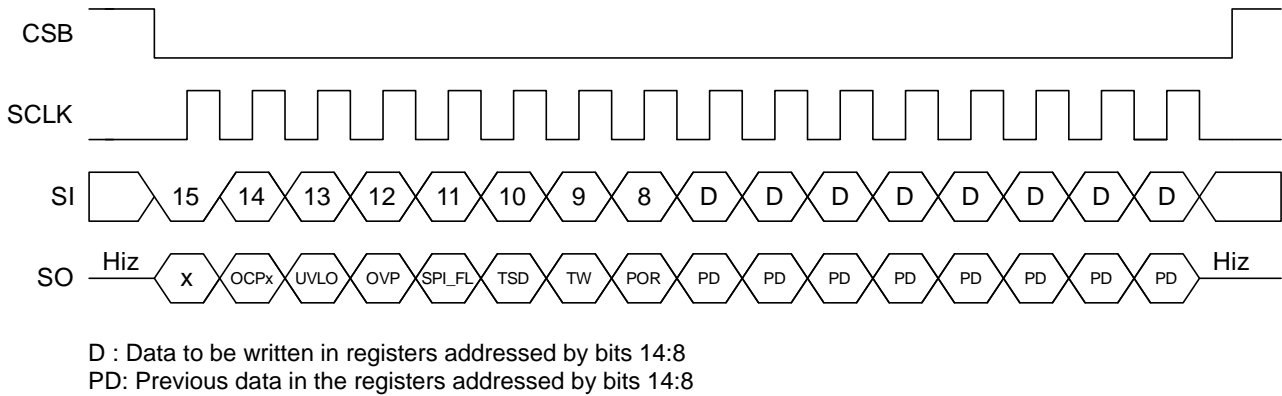 CSB
SCLK
SI 15 14 13 12 11 10 9 8 D D D D D D D D
SO Hiz x OCPx UVLO OVP SPI_FL TSD TW POR PD PD PD PD PD PD PD PD Hiz
D : Data to be written in registers addressed by bits 14:8
PD: Previous data in the registers addressed by bits 14:8